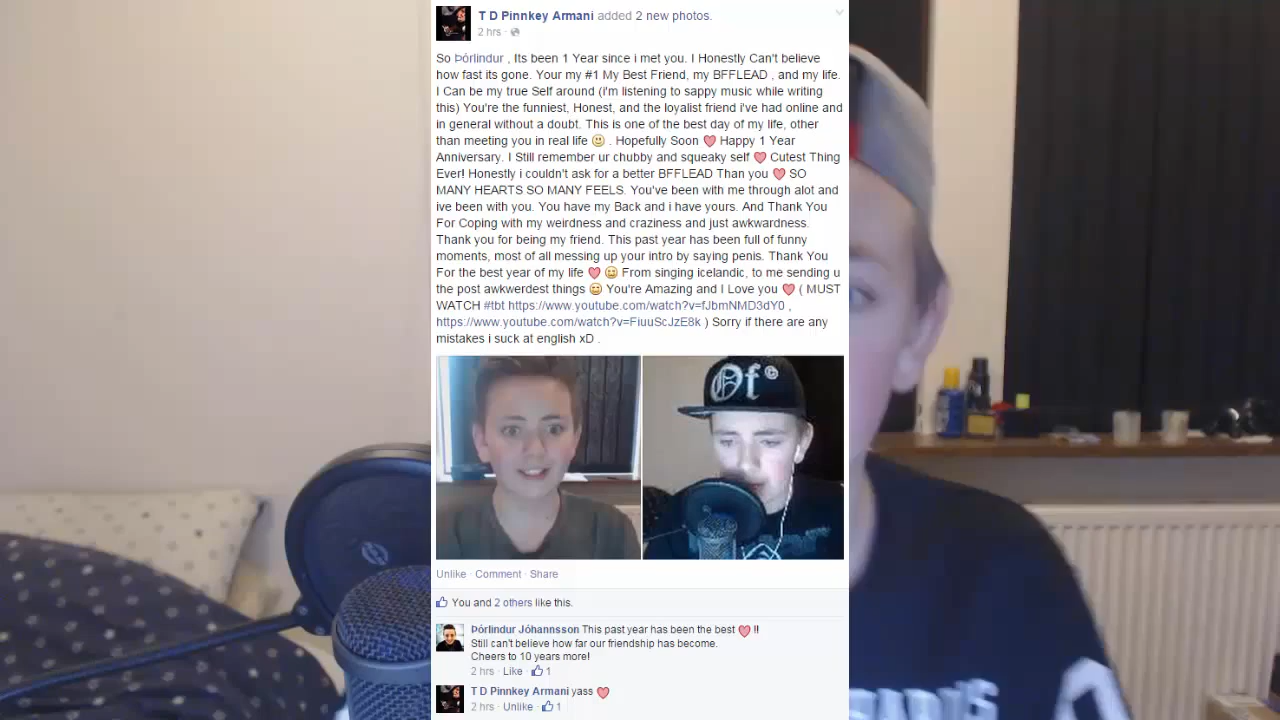 T D Pinnkey Armani added 2 new photos.
2 hrs ·
So Þórlindur , Its been 1 Year since i met you. I Honestly Can't believe
how fast its gone. Your my #1 My Best Friend, my BFFLEAD , and my life.
I Can be my true Self around (i'm listening to sappy music while writing
this) You're the funniest, Honest, and the loyalist friend i've had online and
in general without a doubt. This is one of the best day of my life, other
than meeting you in real life 🙂 . Hopefully Soon ❤ Happy 1 Year
Anniversary. I Still remember ur chubby and squeaky self ❤ Cutest Thing
Ever! Honestly i couldn't ask for a better BFFLEAD Than you ❤ SO
MANY HEARTS SO MANY FEELS. You've been with me through alot and
ive been with you. You have my Back and i have yours. And Thank You
For Coping with my weirdness and craziness and just awkwardness.
Thank you for being my friend. This past year has been full of funny
moments, most of all messing up your intro by saying penis. Thank You
For the best year of my life ❤ 😀 From singing icelandic, to me sending u
the post awkwerdest things 😀 You're Amazing and I Love you ❤ ( MUST
WATCH #tbt https://www.youtube.com/watch?v=fJbmNMD3dY0 ,
https://www.youtube.com/watch?v=FiuuScJzE8k ) Sorry if there are any
mistakes i suck at english xD .
Of ©
Unlike · Comment · Share
You and 2 others like this.
Þórlindur Jóhannsson This past year has been the best ❤ !!
Still can't believe how far our friendship has become.
Cheers to 10 years more!
2 hrs · Like · 1
T D Pinnkey Armani yass ❤
2 hrs · Unlike · 1